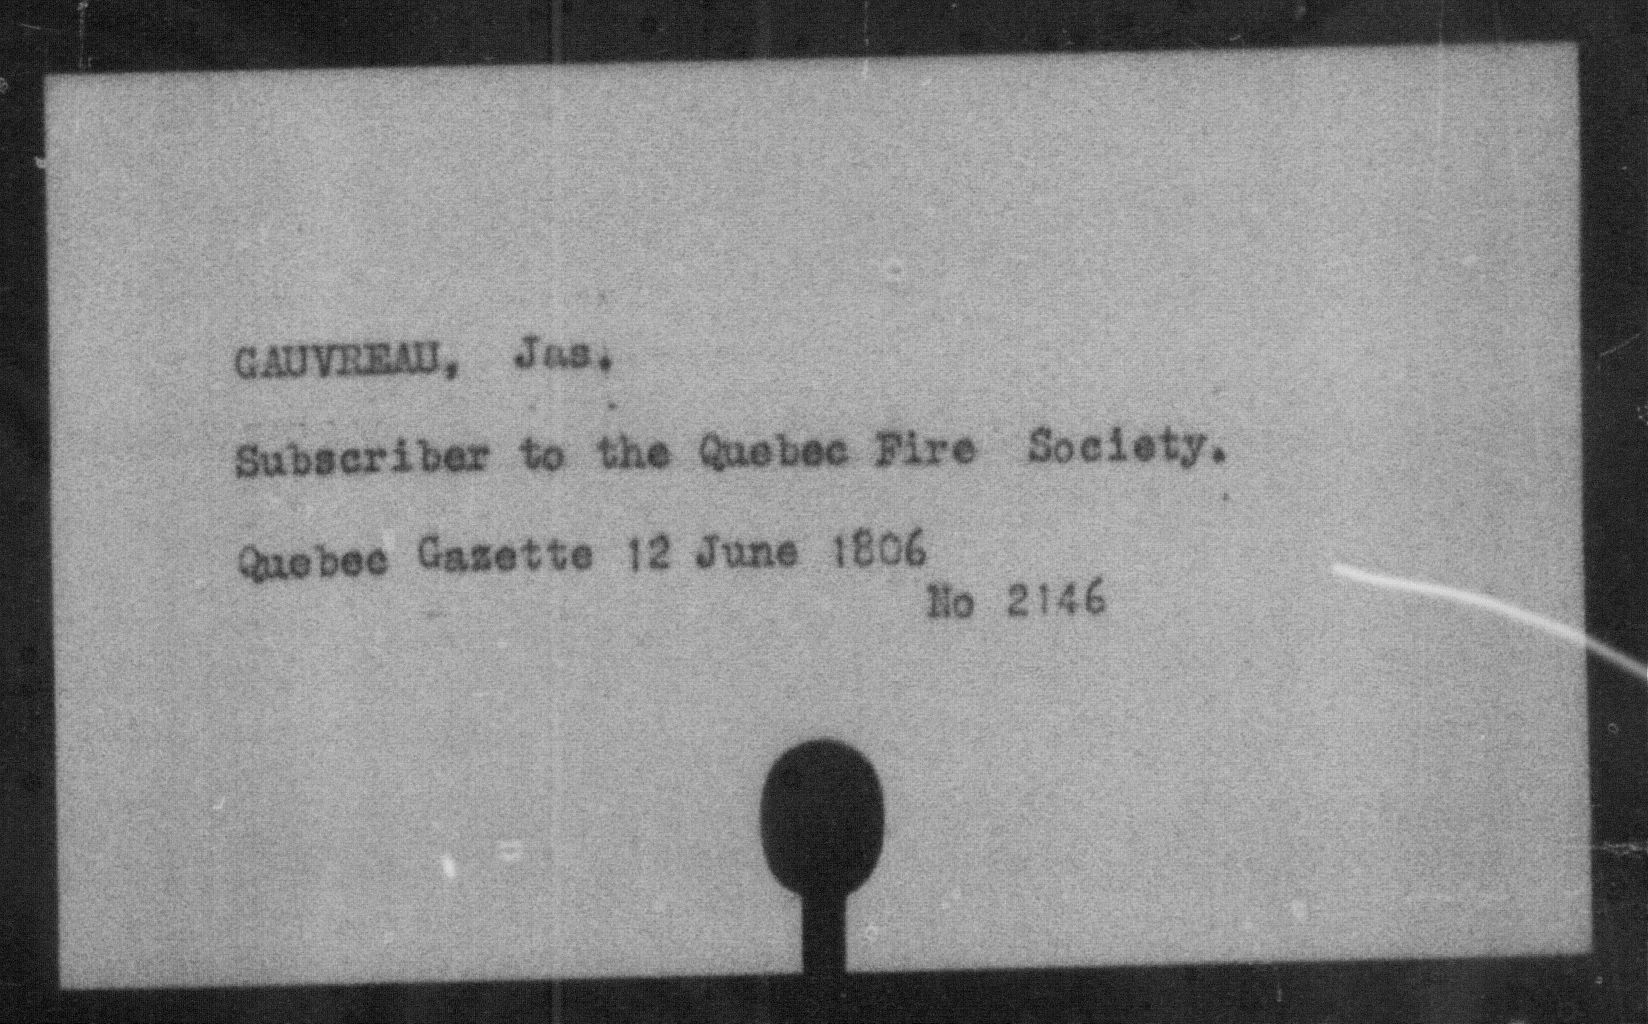 GAUVREAU, Jas.
Subscriber to the Quebec Fire Society.
Quebec Gazette 12 June 1806
No 2146